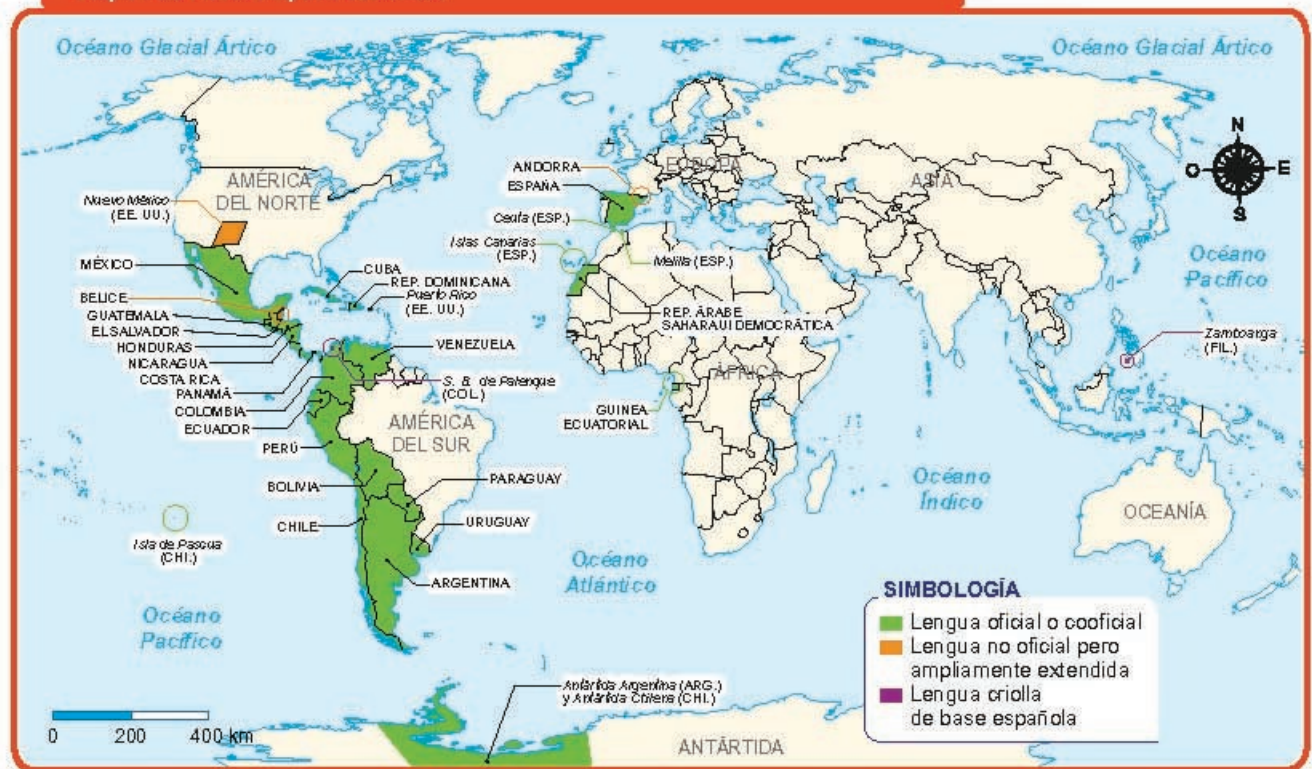 Océano Glacial Ártico
Océano Glacial Ártico
N
O
E
S
AMÉRICA
DEL NORTE
Nuevo México
(EE. UU.)
MÉXICO
BELICE
GUATEMALA
EL SALVADOR
HONDURAS
NICARAGUA
COSTA RICA
PANAMÁ
COLOMBIA
ECUADOR
PERÚ
BOLIVIA
CHILE
CUBA
REP. DOMINICANA
Puerto Rico
(EE. UU.)
VENEZUELA
S. B. de Palenque
(COL.)
AMÉRICA
DEL SUR
PARAGUAY
URUGUAY
ARGENTINA
Isla de Pascua
(CHI.)
Océano
Pacífico
ANDORRA
ESPAÑA
Ceuta (ESP.)
Islas Canarias
(ESP.)
Melilla (ESP.)
EUROPA
ASIA
REP. ÁRABE
SAHARAUI DEMOCRÁTICA
ÁFRICA
GUINEA
ECUATORIAL
Océano
Pacífico
Zamboanga
(FIL.)
Océano
Índico
OCEANÍA
Océano
Atlántico
SIMBOLOGÍA
Lengua oficial o cooficial
Lengua no oficial pero
ampliamente extendida
Lengua criolla
de base española
Antártida Argentina (ARG.)
y Antártida Chilena (CHI.)
ANTÁRTIDA
0 200 400 km